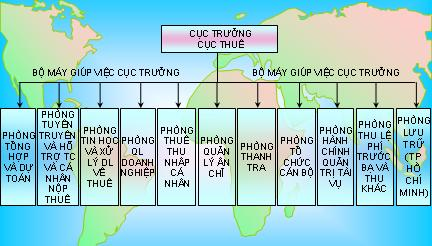 CỤC TRƯỞNG
CỤC THUẾ
BỘ MÁY GIÚP VIỆC CỤC TRƯỞNG
BỘ MÁY GIÚP VIỆC CỤC TRƯỞNG
PHÒNG
TỔNG
HỢP VÀ
DỰ TOÁN
PHÒNG
TUYÊN
TRUYỀN
VÀ HỖ
TRỢ TC
VÀ CÁ
NHÂN
NỘP
THUẾ
PHÒNG
TIN HỌC
VÀ XỬ
LÝ DL
VỀ THUẾ
PHÒNG
QL
DOANH
NGHIỆP
PHÒNG
THUẾ
THU
NHẬP
CÁ
NHÂN
PHÒNG
QUẢN LÝ
ẤN CHỈ
PHÒNG
THANH
TRA
PHÒNG
TỔ
CHỨC
CÁN BỘ
PHÒNG
HÀNH
CHÍNH
QUẢN
TRỊ TÀI
VỤ
PHÒNG
THU LỆ
PHÍ
TRƯỚC
BẠ VÀ
THU
KHÁC
PHÒNG
LƯU
TRỮ
(TP
HỒ
CHÍ
MINH)